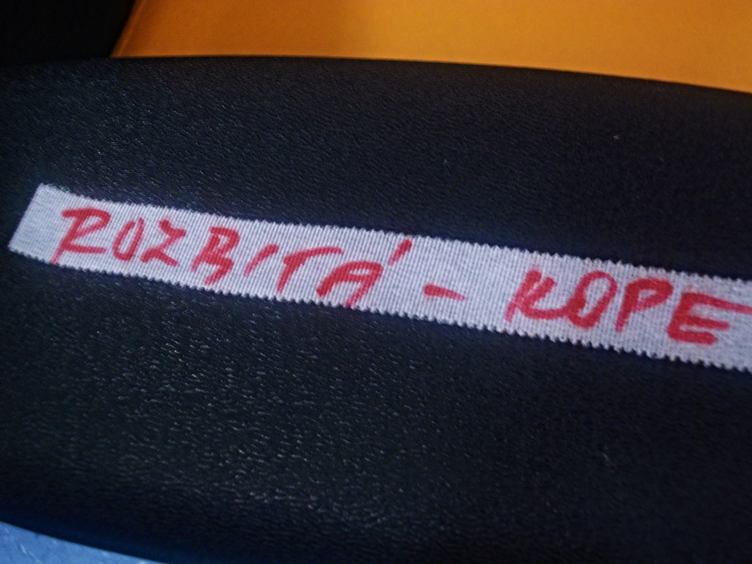 ROZBITÁ - KOPE